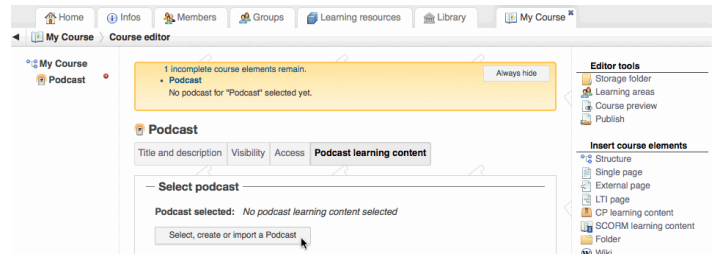 Home
Infos
Members
Groups
Learning resources
Library
My Course
My Course
Course editor
My Course
Podcast
1 incomplete course elements remain.
• Podcast
No podcast for "Podcast" selected yet.
Always hide
Podcast
Title and description
Visibility
Access
Podcast learning content
Select podcast
Podcast selected: No podcast learning content selected
Select, create or import a Podcast
Editor tools
Storage folder
Learning areas
Course preview
Publish
Insert course elements
Structure
Single page
External page
LTI page
CP learning content
SCORM learning content
Folder
Wiki